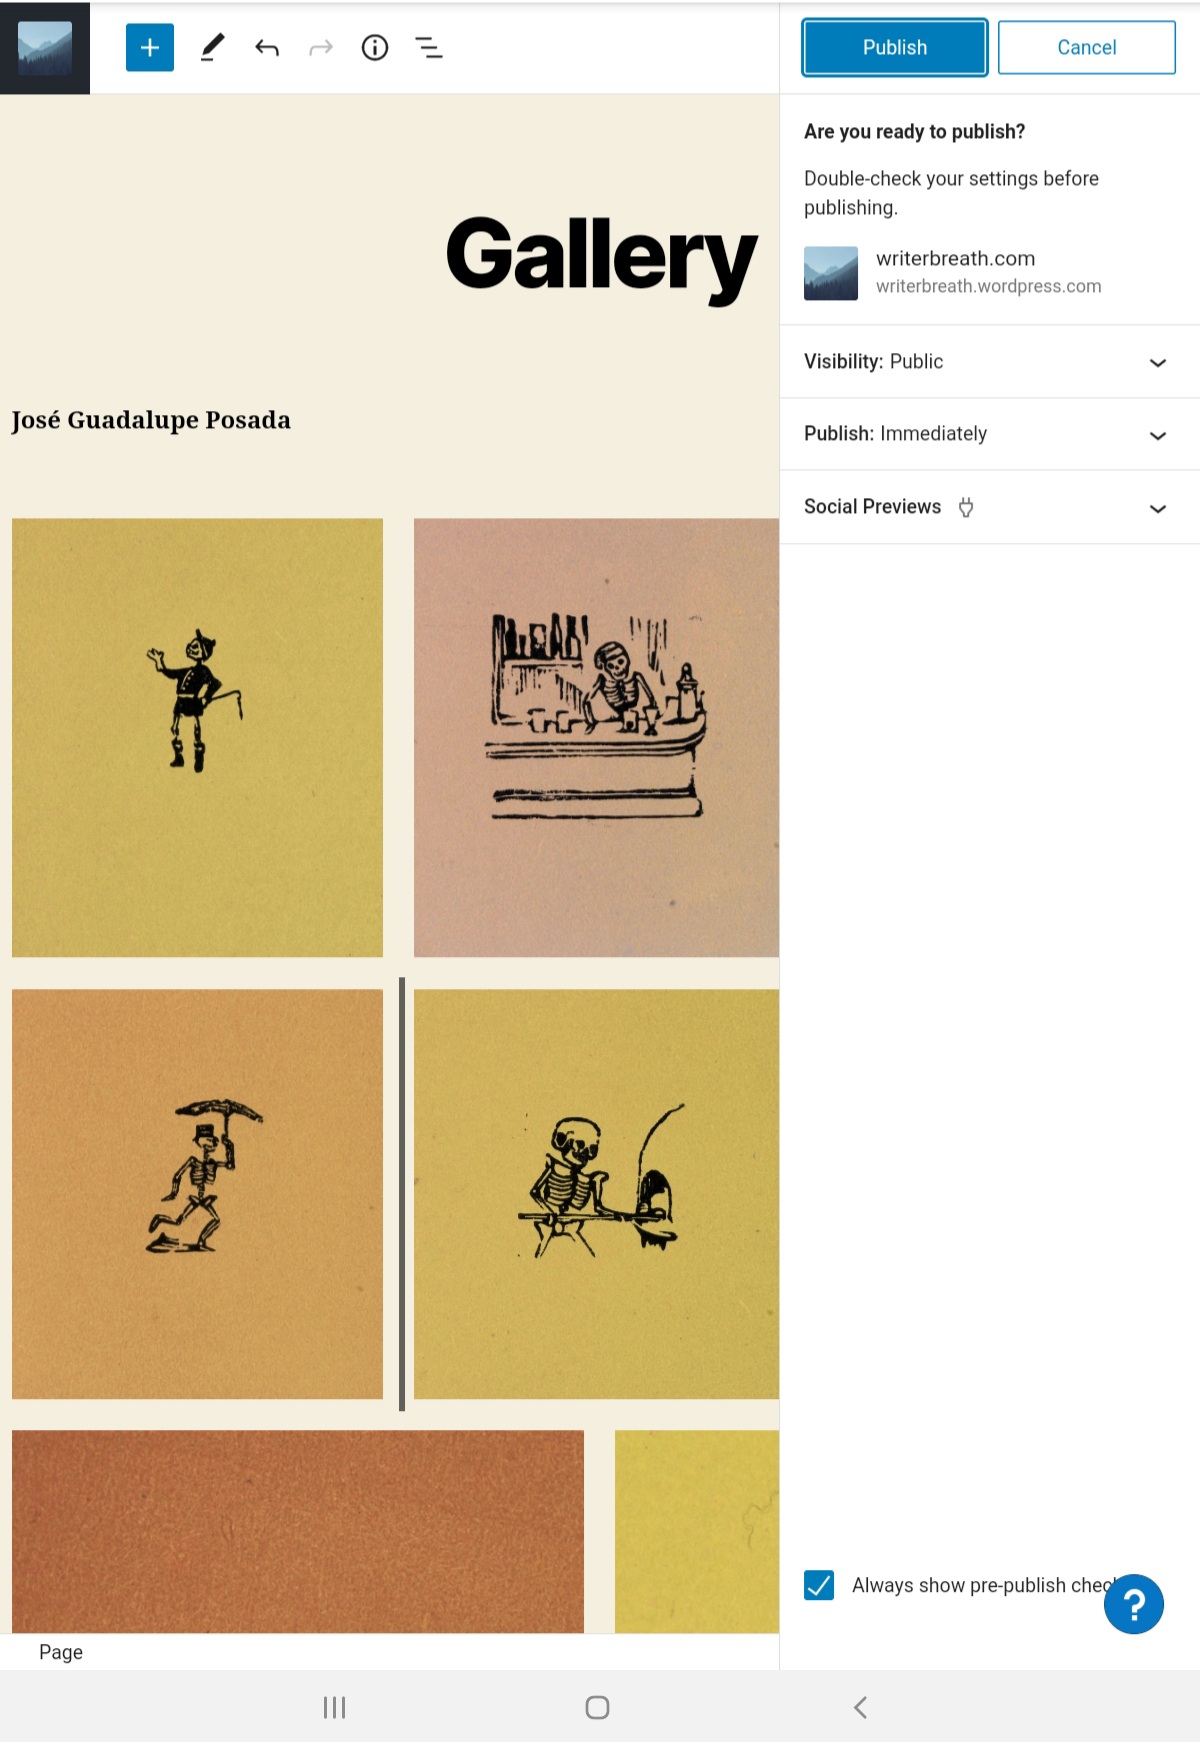 Publish
Cancel
Are you ready to publish?
Double-check your settings before
publishing.
writerbreath.com
writerbreath.wordpress.com
Visibility: Public
Publish: Immediately
Social Previews
Gallery
José Guadalupe Posada
Always show pre-publish chec
?
Page